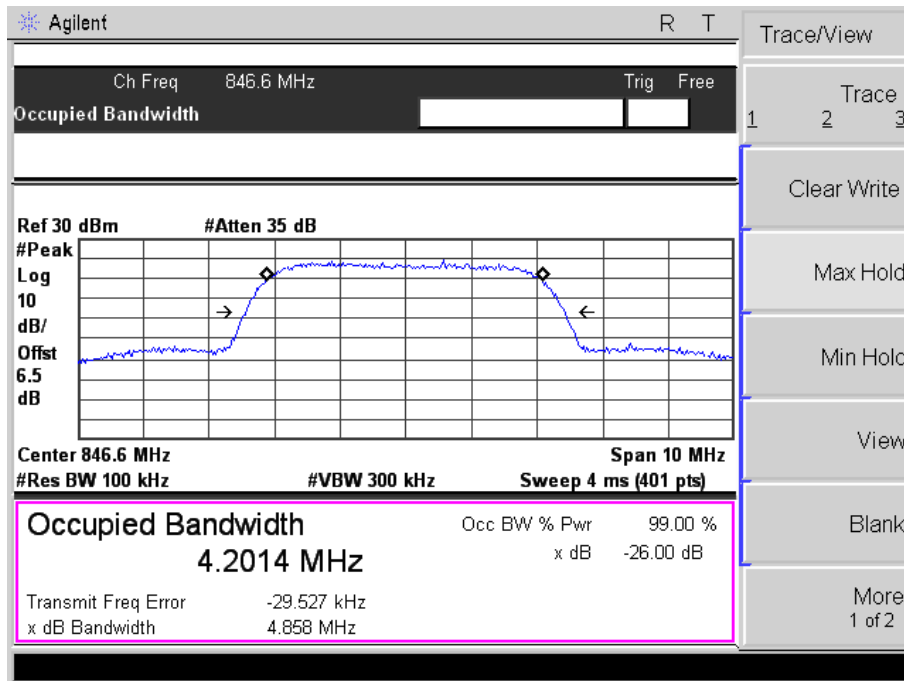 Agilent R T
Trace/View
Ch Freq 846.6 MHz Trig Free
Occupied Bandwidth
Trace
1 2 3
Clear Write
Ref 30 dBm #Atten 35 dB
#Peak
Log
10
dB/
Offst
6.5
dB
Max Hold
Min Hold
Center 846.6 MHz Span 10 MHz
#Res BW 100 kHz #VBW 300 kHz Sweep 4 ms (401 pts)
View
Occupied Bandwidth Occ BW % Pwr 99.00 %
4.2014 MHz x dB -26.00 dB
Blank
Transmit Freq Error -29.527 kHz
x dB Bandwidth 4.858 MHz
More
1 of 2